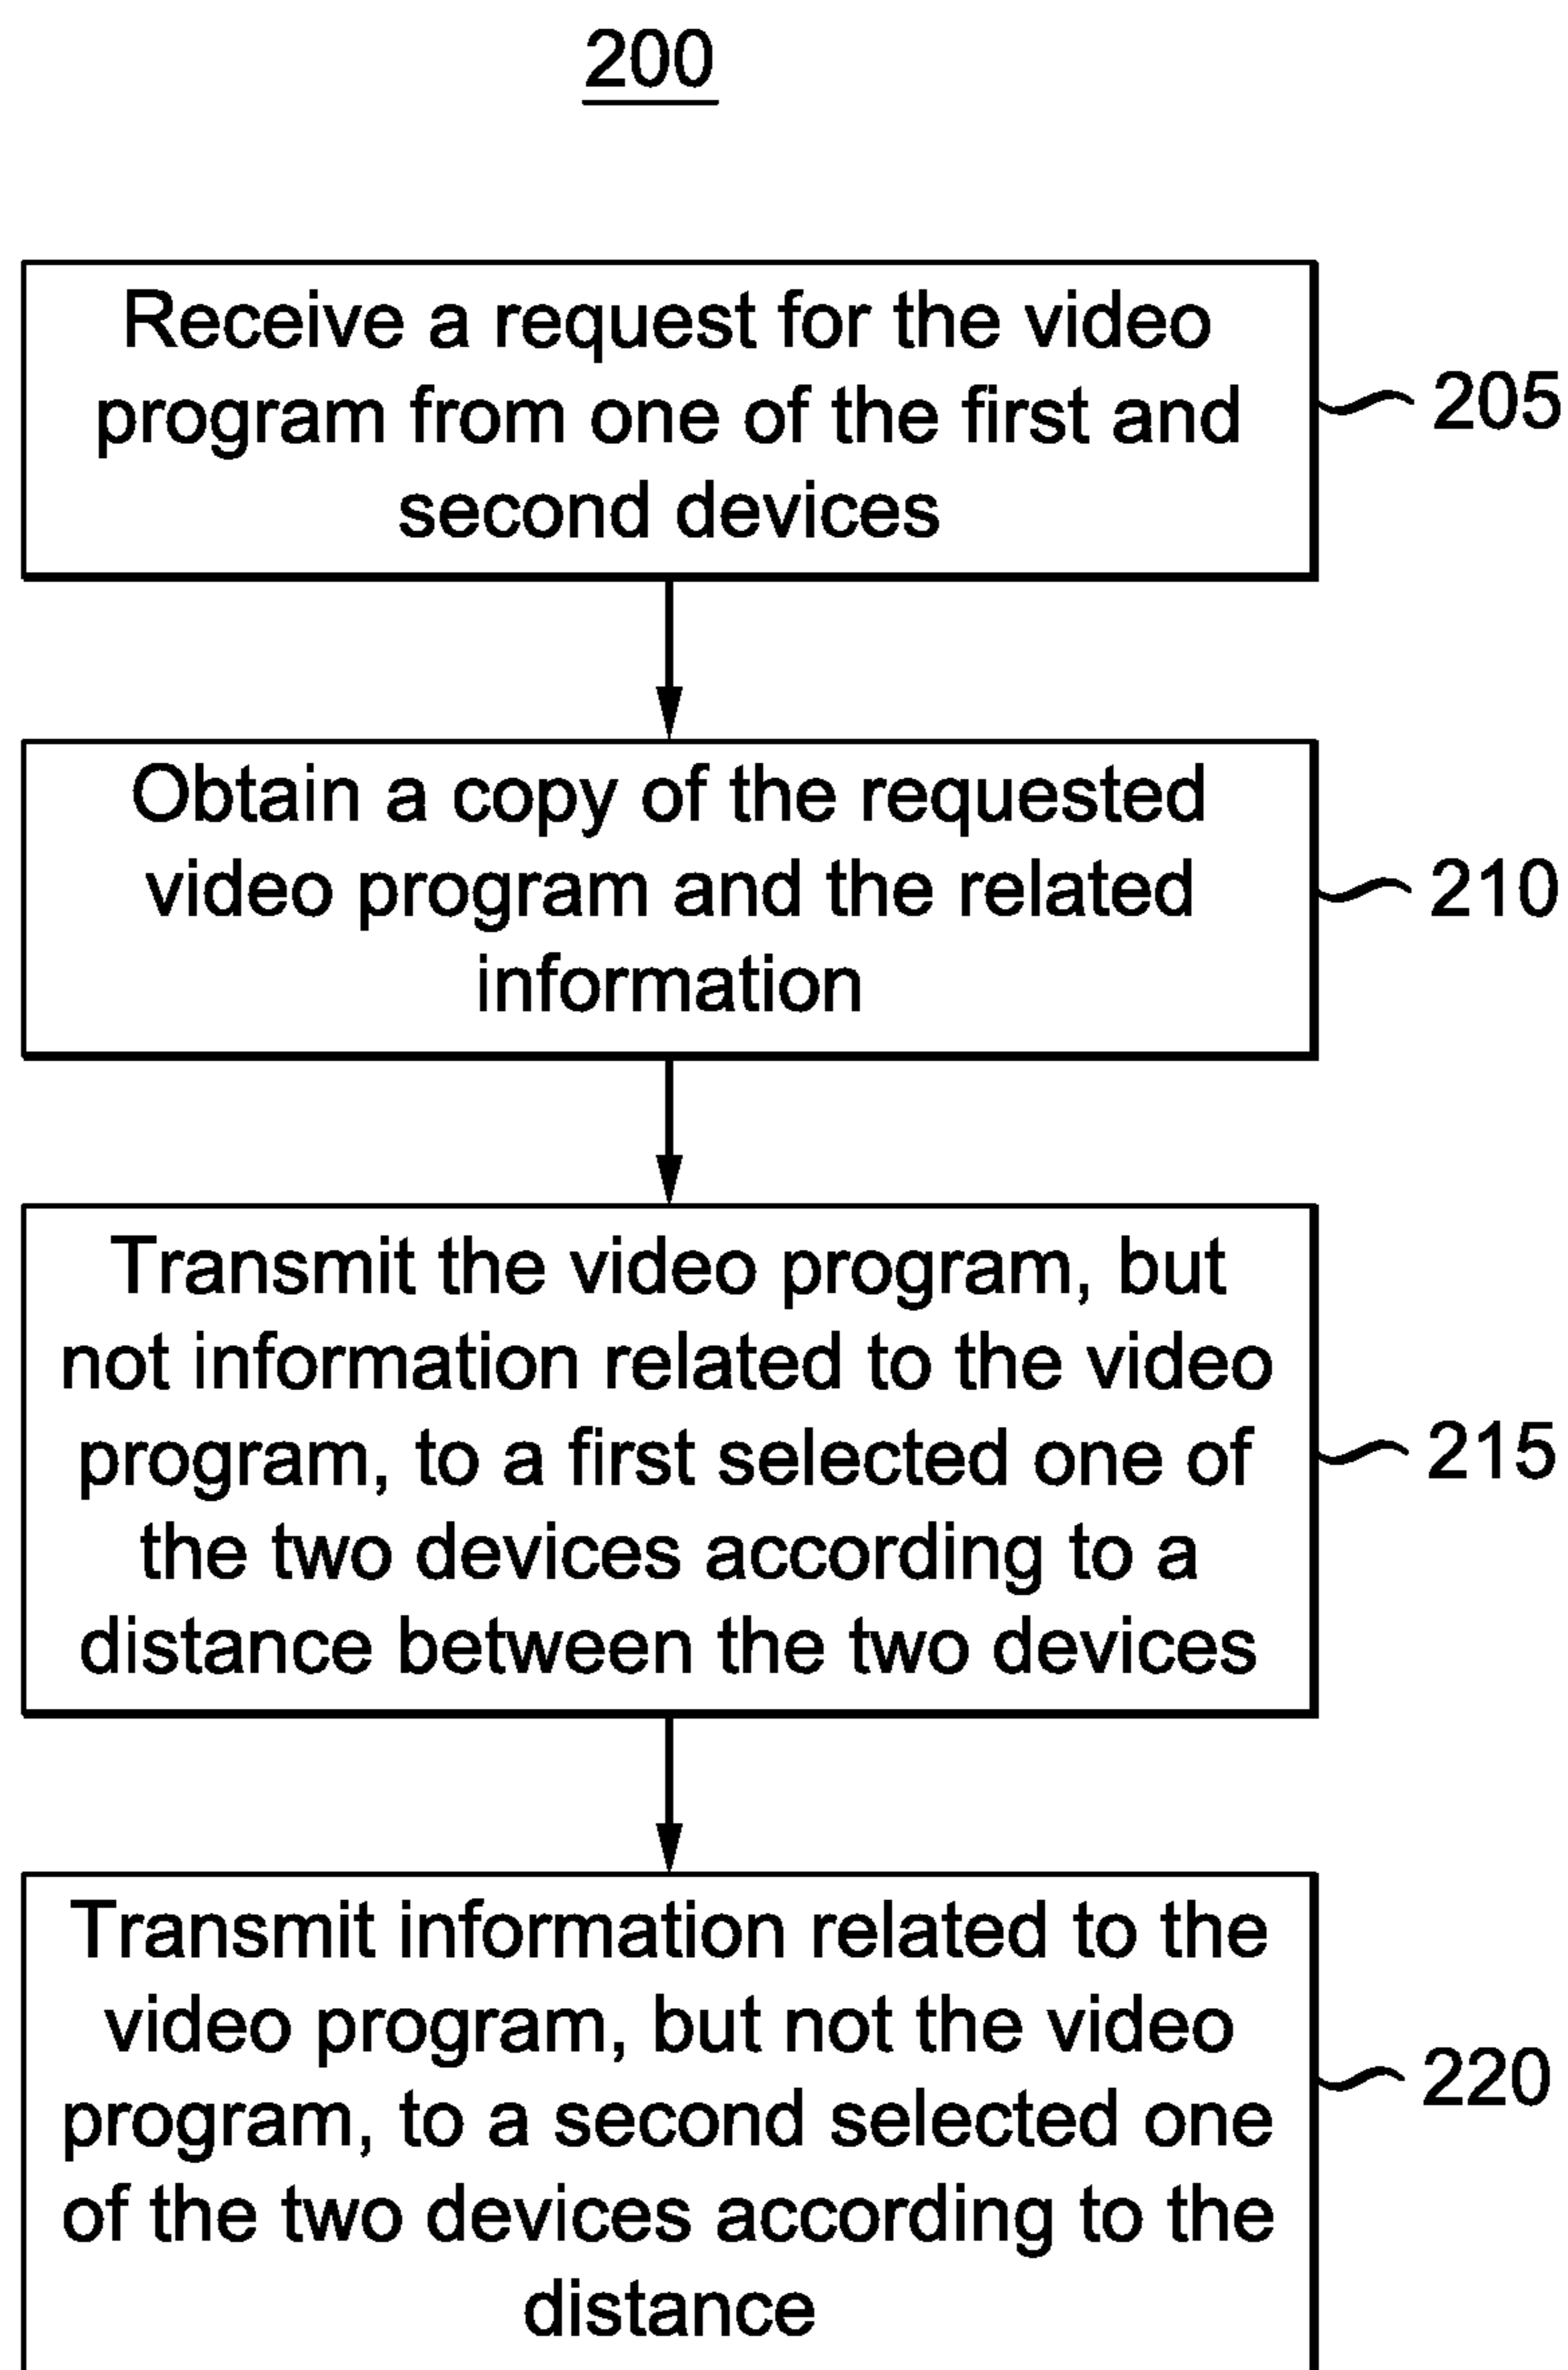 200
Receive a request for the video
program from one of the first and
second devices
205
Obtain a copy of the requested
video program and the related
information
210
Transmit the video program, but
not information related to the video
program, to a first selected one of
the two devices according to a
distance between the two devices
215
Transmit information related to the
video program, but not the video
program, to a second selected one
of the two devices according to the
distance
220